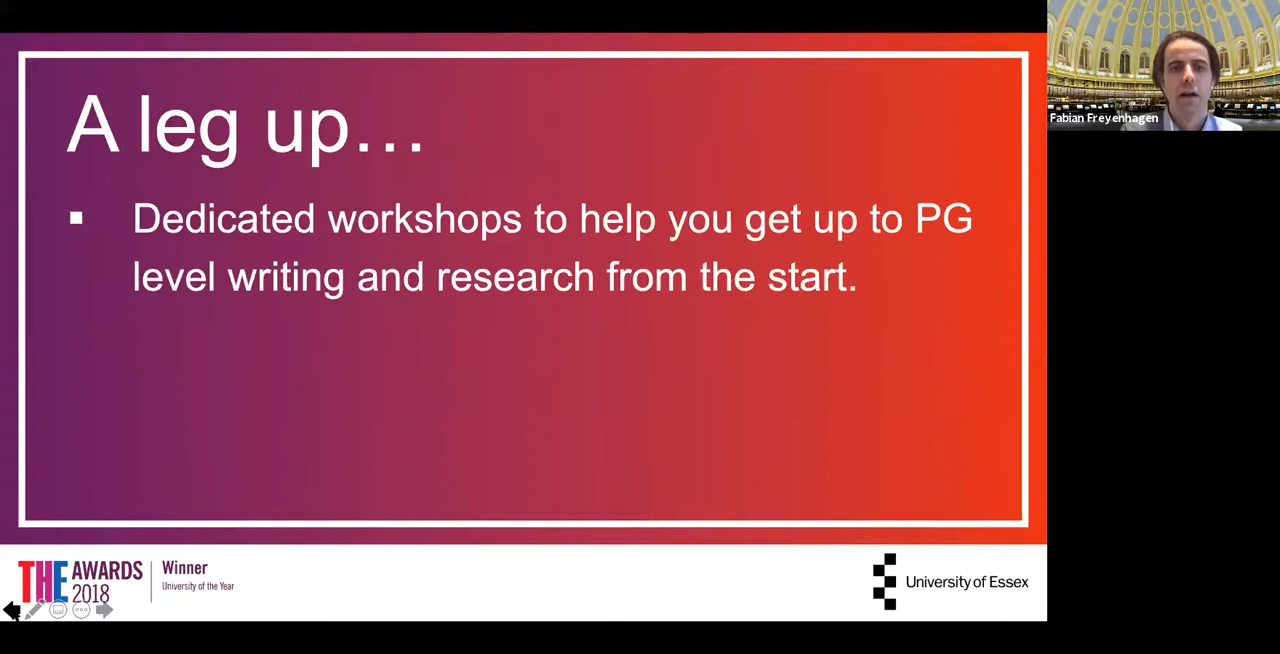 A leg up…
▪ Dedicated workshops to help you get up to PG
level writing and research from the start.
Fabian Freyenhagen
THE AWARDS 2018
Winner
University of the Year
University of Essex